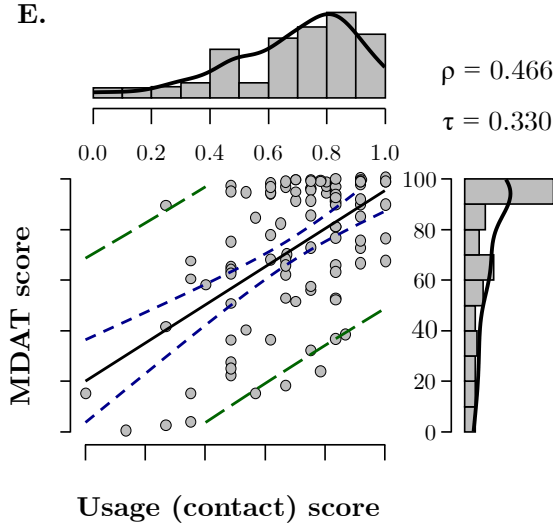 E.
ρ = 0.466
τ = 0.330
0.0 0.2 0.4 0.6 0.8 1.0
100
80
60
40
20
0
MDAT score
Usage (contact) score